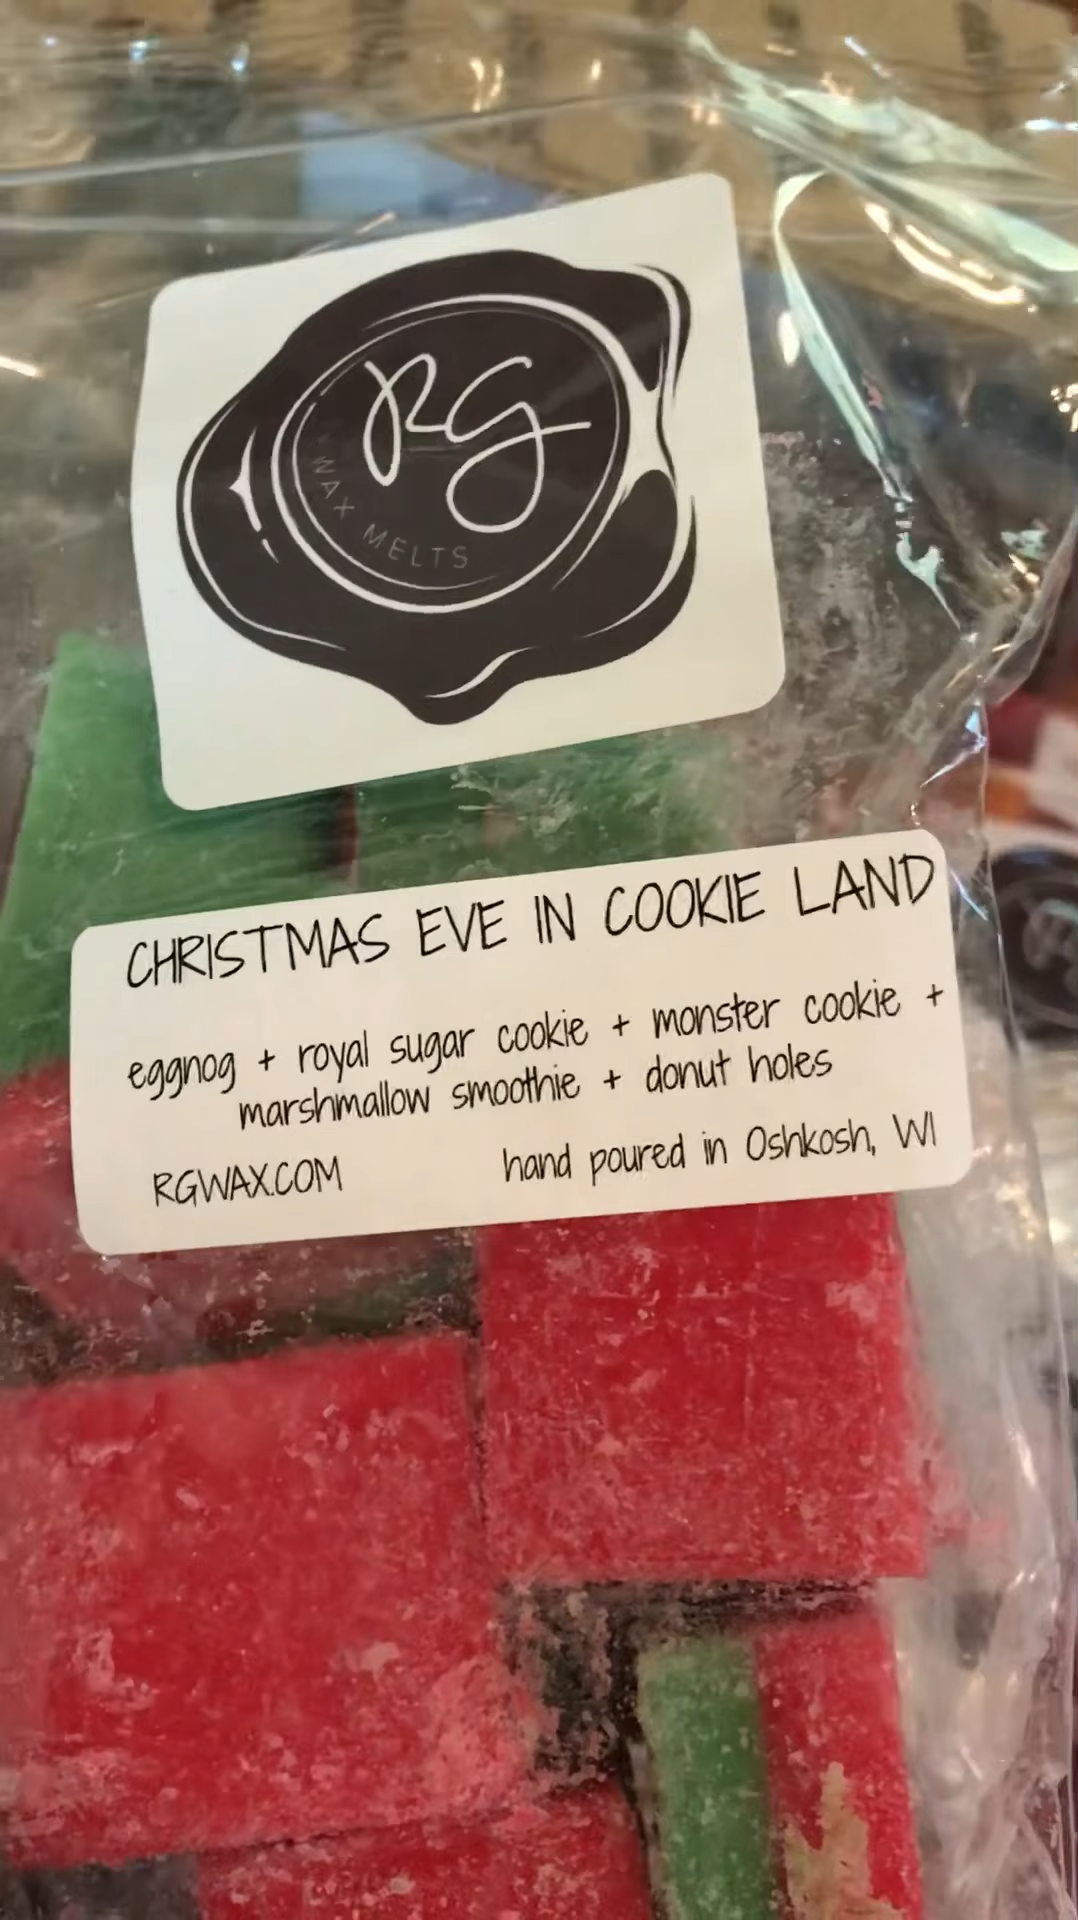 RG
WAX MELTS
CHRISTMAS EVE IN COOKIE LAND
eggnog + royal sugar cookie + monster cookie +
marshmallow smoothie + donut holes
RGWAX.COM hand poured in Oshkosh, WI